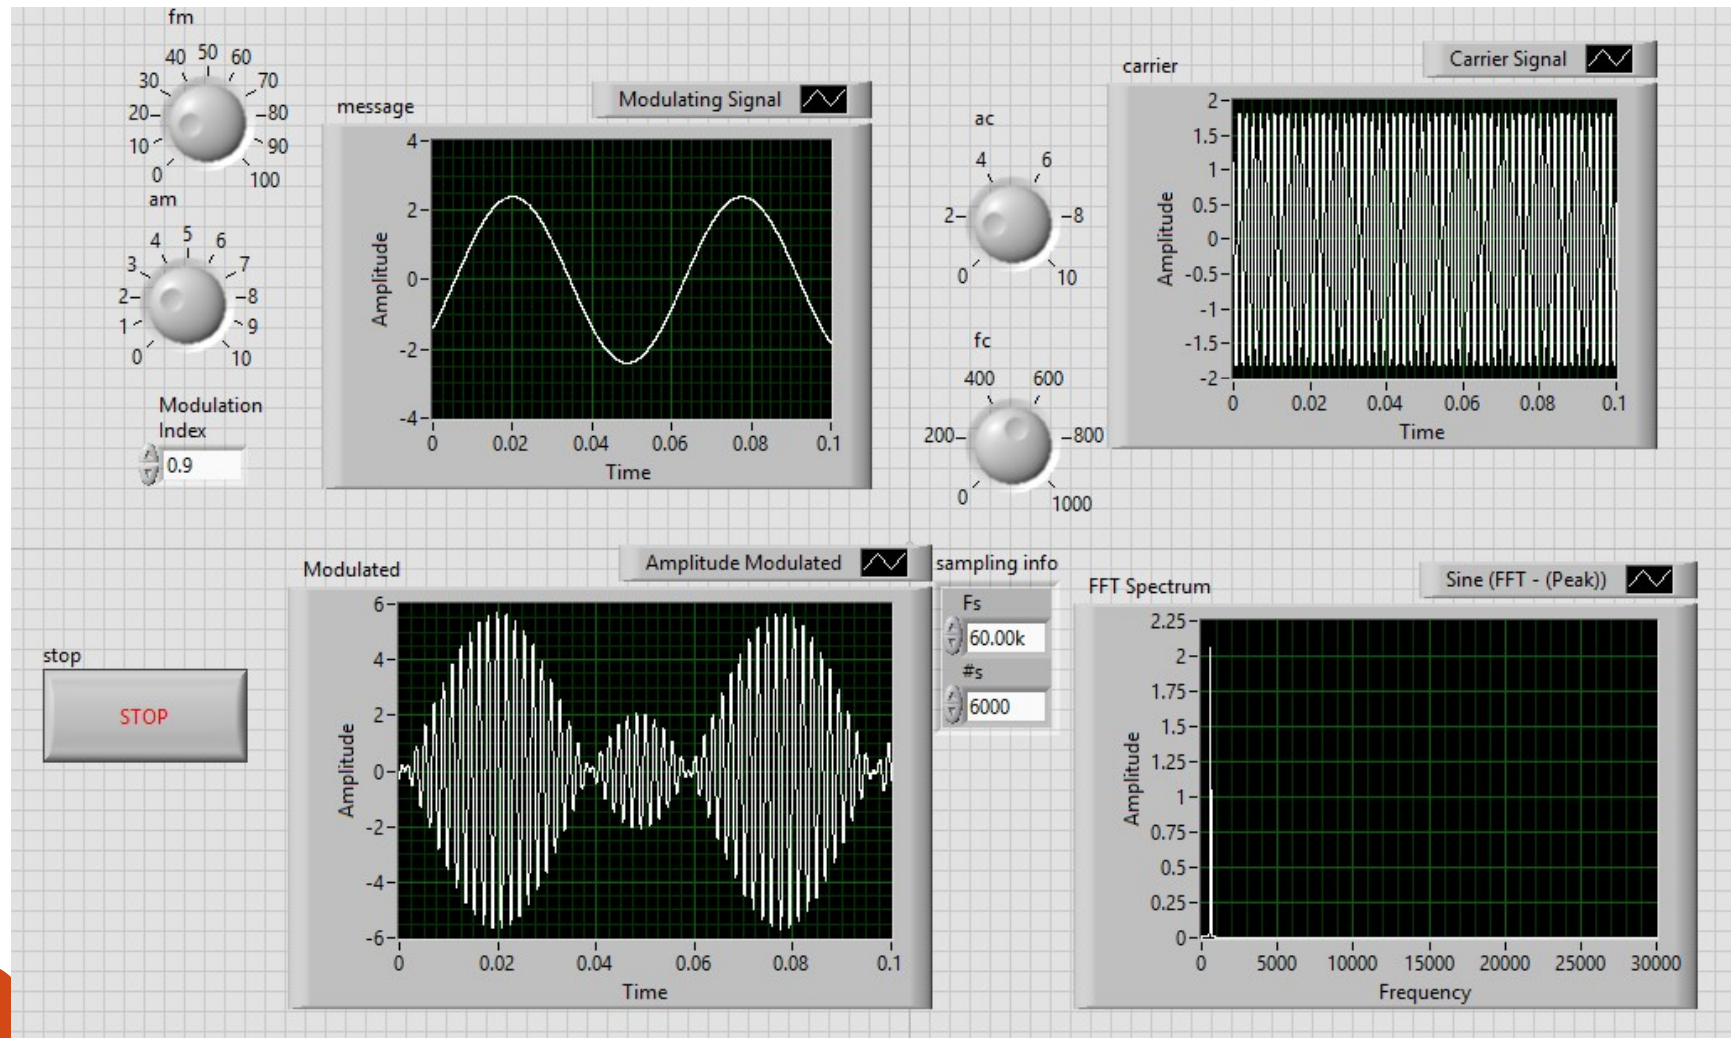 fm
0 10 20 30 40 50 60 70 80 90 100
am
0 1 2 3 4 5 6 7 8 9 10
Modulation
Index
0.9
message
Modulating Signal
4
2
0
-2
-4
Amplitude
0 0.02 0.04 0.06 0.08 0.1
Time
ac
0 2 4 6 8 10
fc
0 200 400 600 800 1000
carrier
Carrier Signal
2
1.5
1
0.5
0
-0.5
-1
-1.5
-2
Amplitude
0 0.02 0.04 0.06 0.08 0.1
Time
stop
STOP
Modulated
Amplitude Modulated
6
4
2
0
-2
-4
-6
Amplitude
0 0.02 0.04 0.06 0.08 0.1
Time
sampling info
Fs
60.00k
#s
6000
FFT Spectrum
Sine (FFT - (Peak))
2.25
2
1.75
1.5
1.25
1
0.75
0.5
0.25
0
Amplitude
0 5000 10000 15000 20000 25000 30000
Frequency